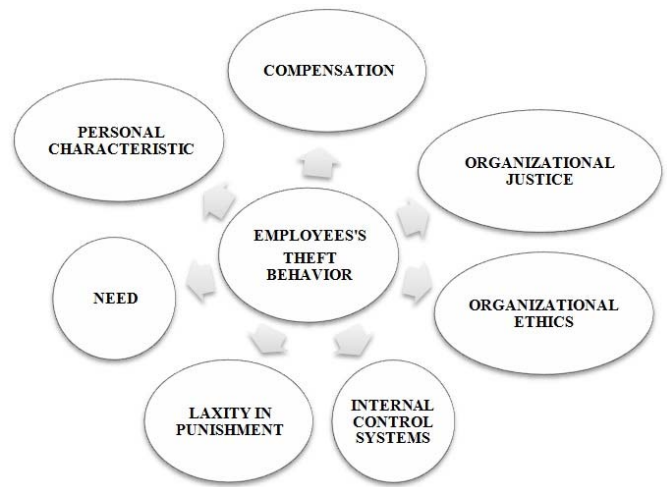 COMPENSATION
PERSONAL
CHARACTERISTIC
ORGANIZATIONAL
JUSTICE
EMPLOYEES'S
THEFT
BEHAVIOR
NEED
ORGANIZATIONAL
ETHICS
LAXITY IN
PUNISHMENT
INTERNAL
CONTROL
SYSTEMS